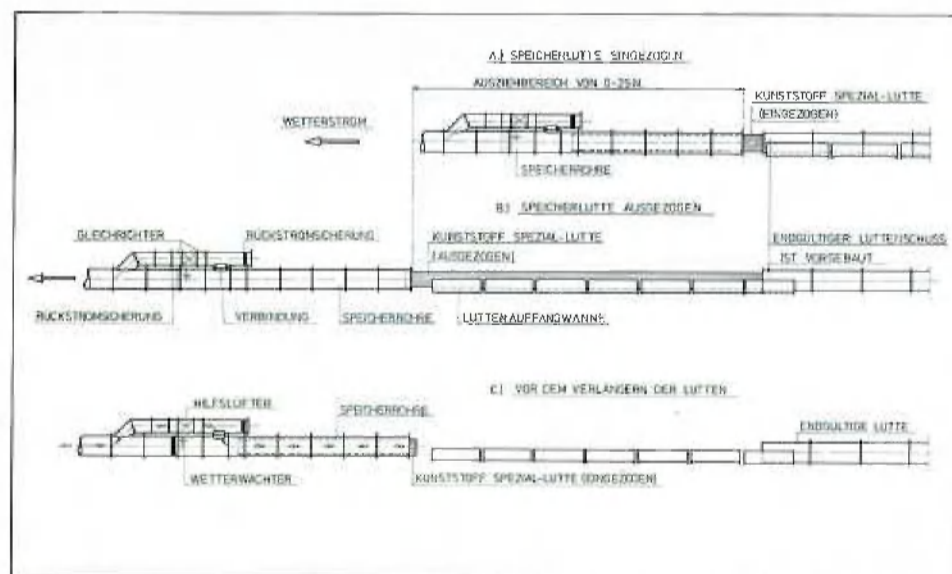 A.) SPEICHERLUTTE EINGEZOGEN
AUSZIEHBEREICH VON 0-25M
KUNSTSTOFF SPEZIAL-LUTTE
(EINGEZOGEN)
WETTERSTROM
SPEICHERROHRE
B.) SPEICHERLUTTE AUSGEZOGEN
GLEICHRICHTER
RÜCKSTROMSICHERUNG
KUNSTSTOFF SPEZIAL-LUTTE
(AUSGEZOGEN)
ENDGÜLTIGER LUTTENSCHUSS
IST VORGEBAUT
RÜCKSTROMSICHERUNG
VERBINDUNG
SPEICHERROHRE
LUTTENAUFFANGWANNE
C.) VOR DEM VERLÄNGERN DER LUTTEN
HILFSLÜFTER
SPEICHERROHRE
ENDGÜLTIGE LUTTE
WETTERWÄCHTER
KUNSTSTOFF SPEZIAL-LUTTE (EINGEZOGEN)